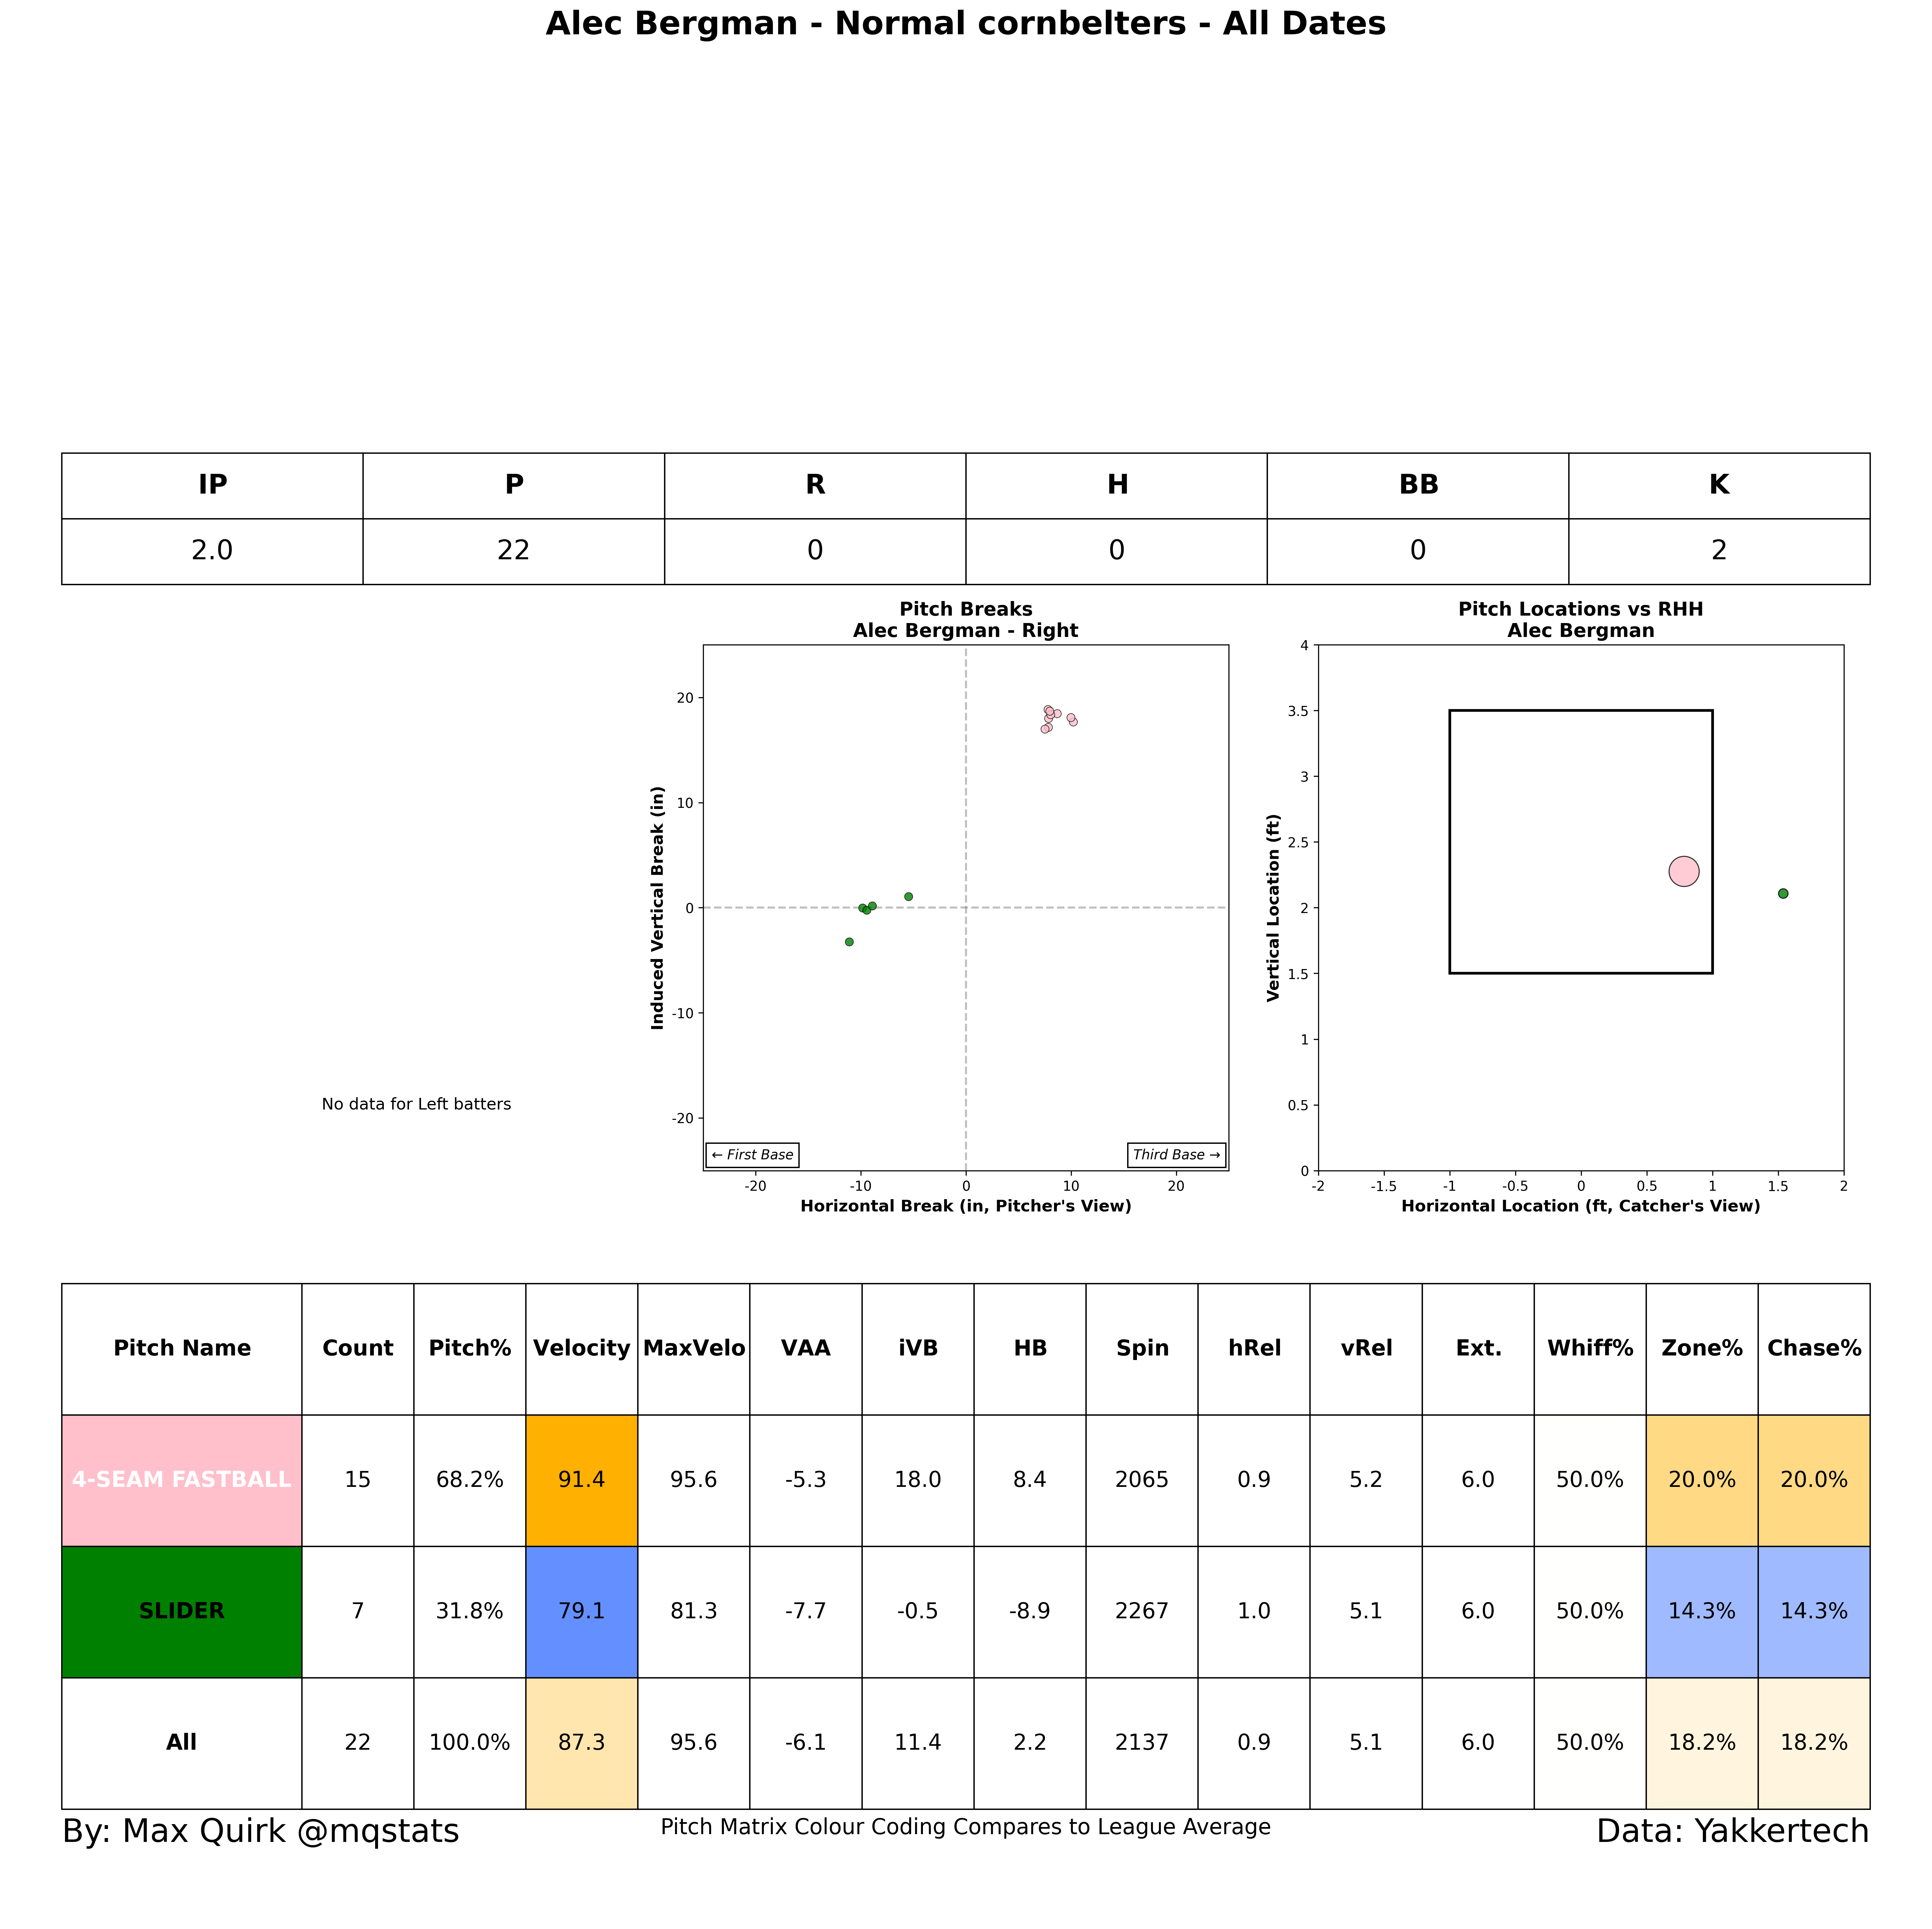 Alec Bergman - Normal cornbelters - All Dates
IP P R H BB K
2.0 22 0 0 0 2
No data for Left batters
Pitch Breaks
Alec Bergman - Right
20
10
0
-10
-20
Induced Vertical Break (in)
← First Base
Third Base →
-20 -10 0 10 20
Horizontal Break (in, Pitcher's View)
Pitch Locations vs RHH
Alec Bergman
4
3.5
3
2.5
2
1.5
1
0.5
0
Vertical Location (ft)
-2 -1.5 -1 -0.5 0 0.5 1 1.5 2
Horizontal Location (ft, Catcher's View)
Pitch Name Count Pitch% Velocity MaxVelo VAA iVB HB Spin hRel vRel Ext. Whiff% Zone% Chase%
4-SEAM FASTBALL 15 68.2% 91.4 95.6 -5.3 18.0 8.4 2065 0.9 5.2 6.0 50.0% 20.0% 20.0%
SLIDER 7 31.8% 79.1 81.3 -7.7 -0.5 -8.9 2267 1.0 5.1 6.0 50.0% 14.3% 14.3%
All 22 100.0% 87.3 95.6 -6.1 11.4 2.2 2137 0.9 5.1 6.0 50.0% 18.2% 18.2%
By: Max Quirk @mqstats
Pitch Matrix Colour Coding Compares to League Average
Data: Yakkertech